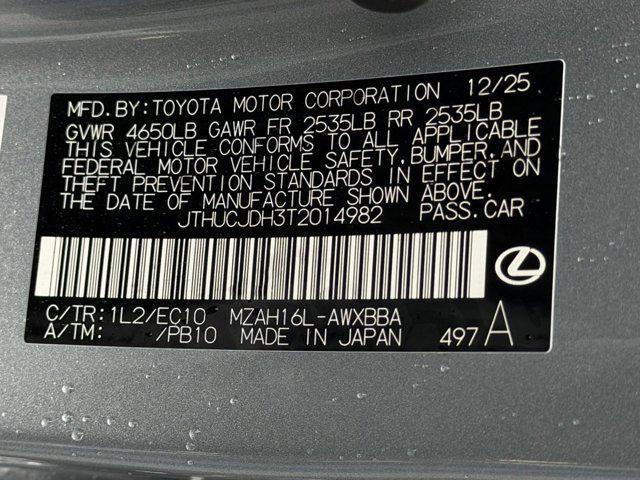 MFD.BY:TOYOTA MOTOR CORPORATION 12/25
GVWR 4650LB GAWR FR 2535LB RR 2535LB
THIS VEHICLE CONFORMS TO ALL APPLICABLE
FEDERAL MOTOR VEHICLE SAFETY,BUMPER,AND
THEFT PREVENTION STANDARDS IN EFFECT ON
THE DATE OF MANUFACTURE SHOWN ABOVE.
JTHUCJDH3T2014982 PASS.CAR
C/TR:1L2/EC10 MZAH16L-AWXBBA
A/TM: /PB10 MADE IN JAPAN 497A